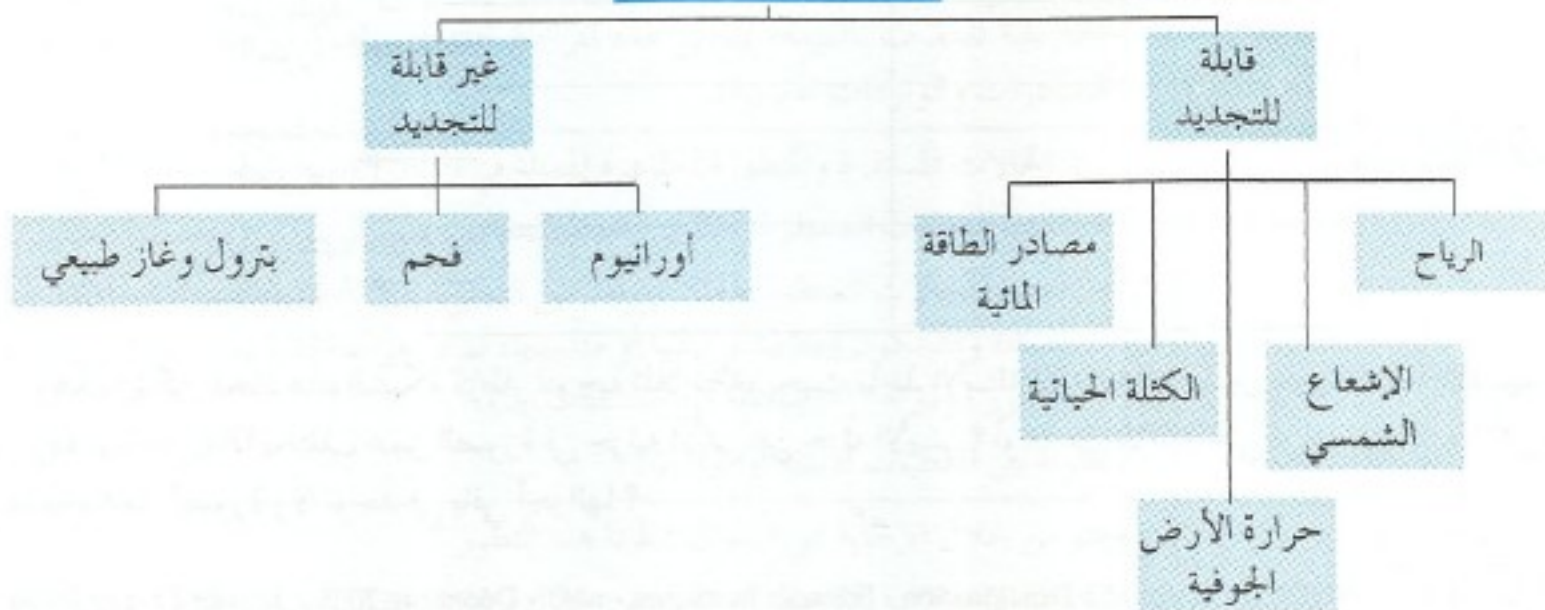 قابلة
للتجديد
غير قابلة
للتجديد
الرياح
مصادر الطاقة
المائية
أورانيوم
فحم
بترول وغاز طبيعي
الإشعاع
الشمسي
الكتلة الحياتية
حرارة الأرض
الجوفية